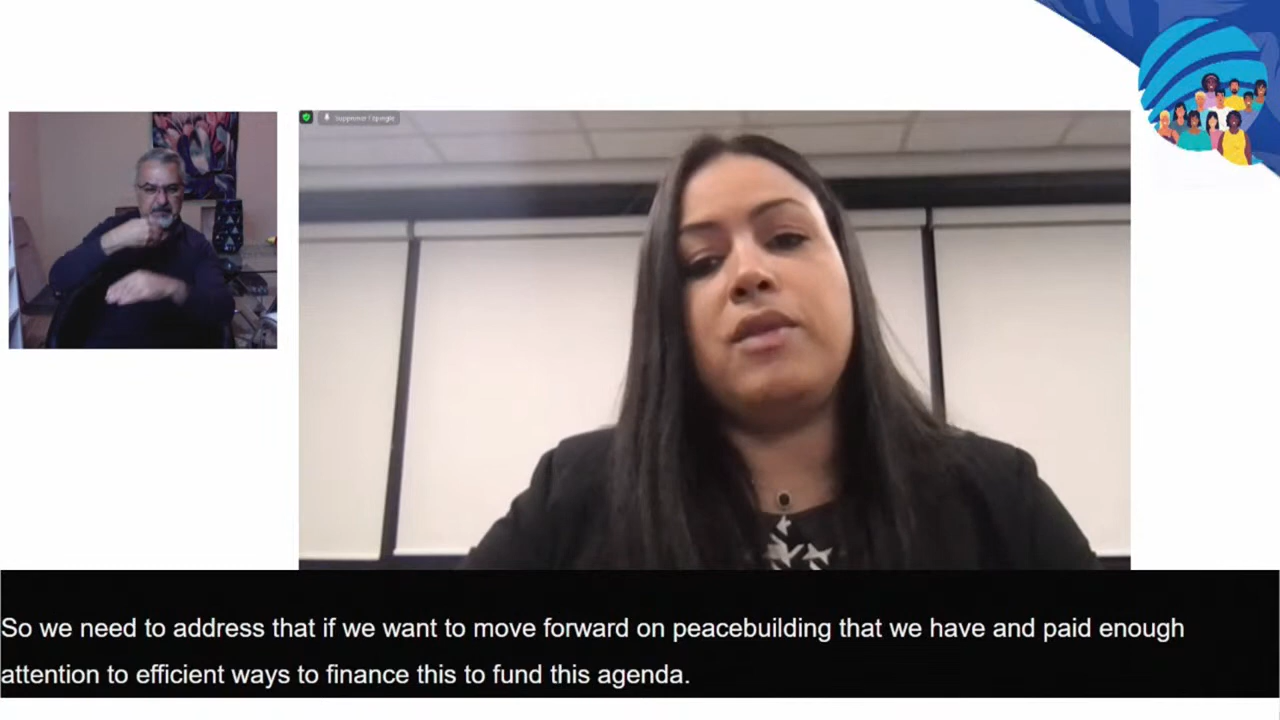 So we need to address that if we want to move forward on peacebuilding that we have and paid enough
attention to efficient ways to finance this to fund this agenda.